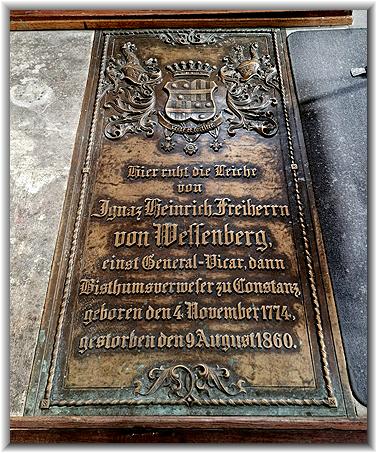 Hier ruht die Leiche
von
Ignaz Heinrich Freiherrn
von Wessenberg,
einst General-Vicar, dann
Bisthumsverweser zu Constanz,
geboren den 4. November 1774,
gestorben den 9. August 1860.